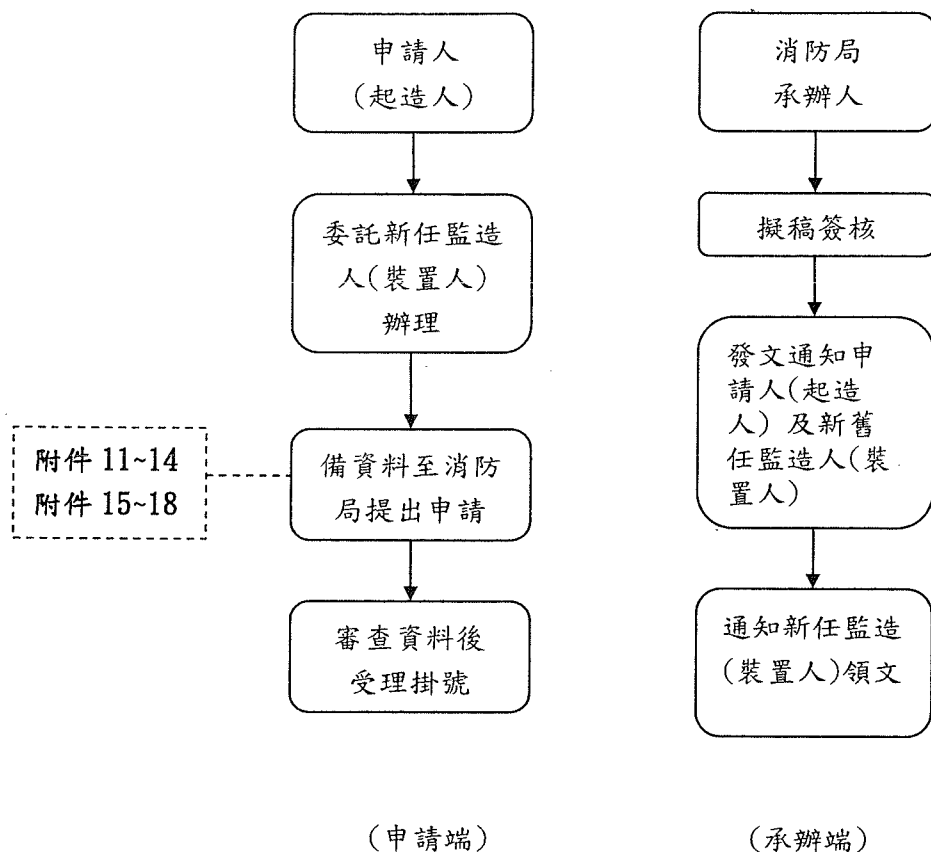 申請人
(起造人)
委託新任監造
人(裝置人)
辦理
附件 11~14
附件 15~18
備資料至消防
局提出申請
審查資料後
受理掛號
(申請端)
消防局
承辦人
擬稿簽核
發文通知申
請人(起造
人) 及新舊
任監造人(裝
置人)
通知新任監造
(裝置人)領文
(承辦端)